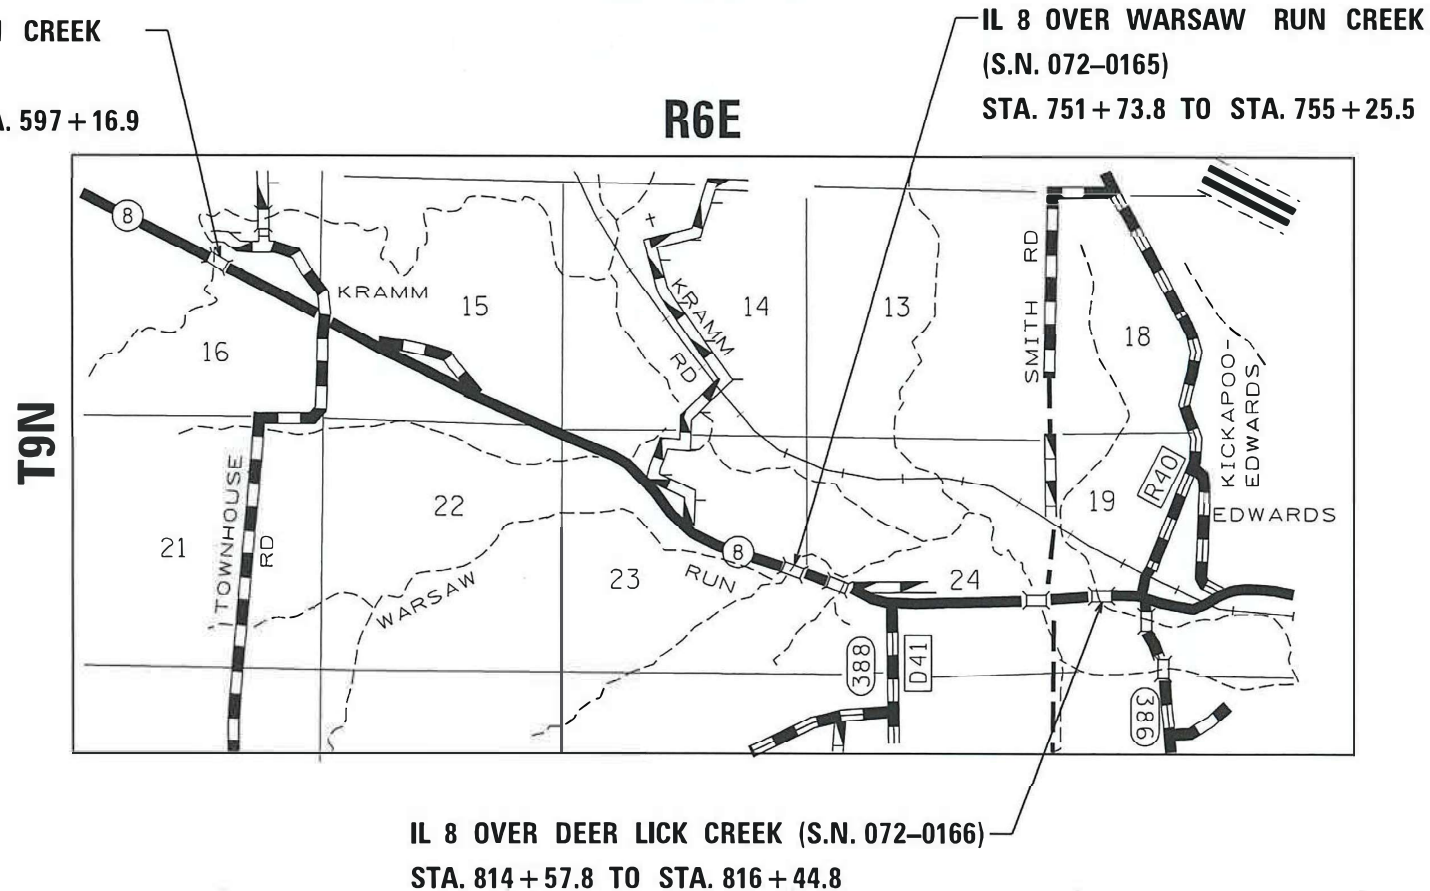 CREEK
597+16.9
IL 8 OVER WARSAW RUN CREEK
(S.N. 072–0165)
STA. 751+73.8 TO STA. 755+25.5
R6E
T9N
8
KRAMM
15
16
KRAMM
RD
14
13
SMITH RD
18
KICKAPOO-
EDWARDS
R40
19
EDWARDS
TOWNHOUSE
RD
21
22
WARSAW
23
RUN
8
24
388
D41
386
IL 8 OVER DEER LICK CREEK (S.N. 072–0166)
STA. 814+57.8 TO STA. 816+44.8